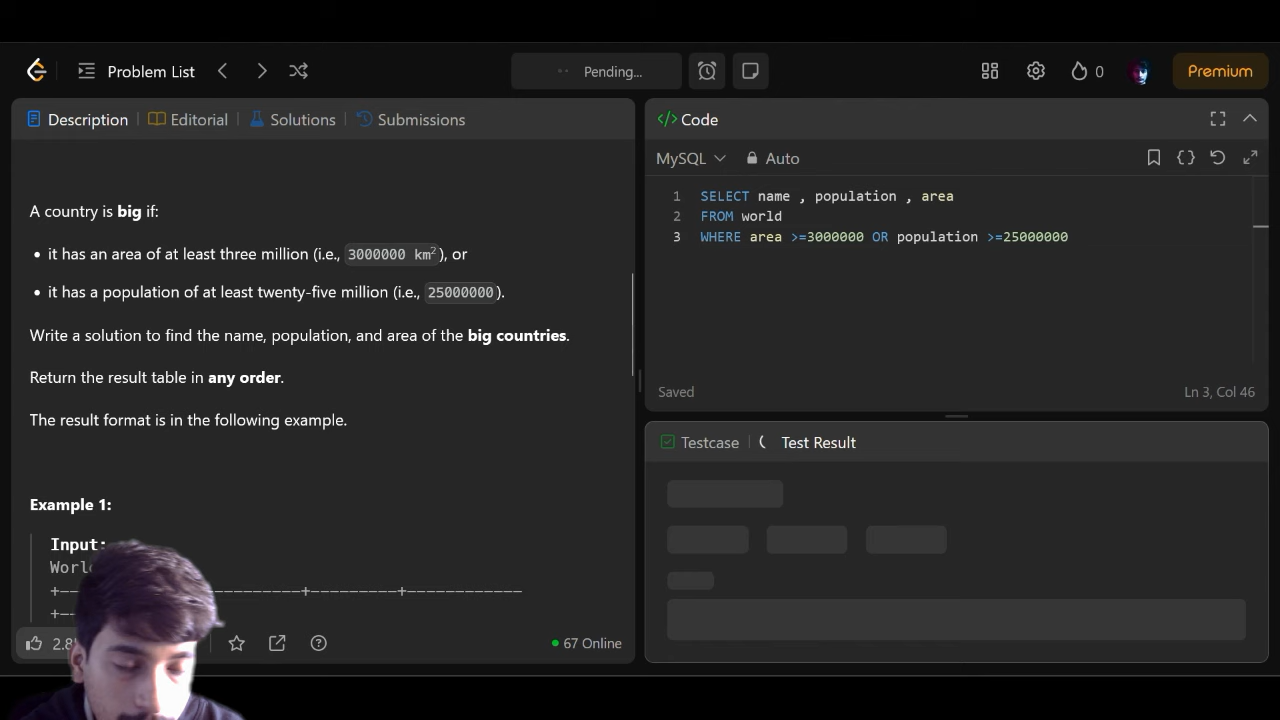 Problem List
Pending...
0
Premium
Description
Editorial
Solutions
Submissions
A country is big if:
• it has an area of at least three million (i.e., 3000000 km2), or
• it has a population of at least twenty-five million (i.e., 25000000).
Write a solution to find the name, population, and area of the big countries.
Return the result table in any order.
The result format is in the following example.
Example 1:
Input:
+---------+------------
67 Online
</> Code
MySQL
Auto
1 SELECT name , population , area
2 FROM world
3 WHERE area >=3000000 OR population >=25000000
Saved
Ln 3, Col 46
Testcase
Test Result